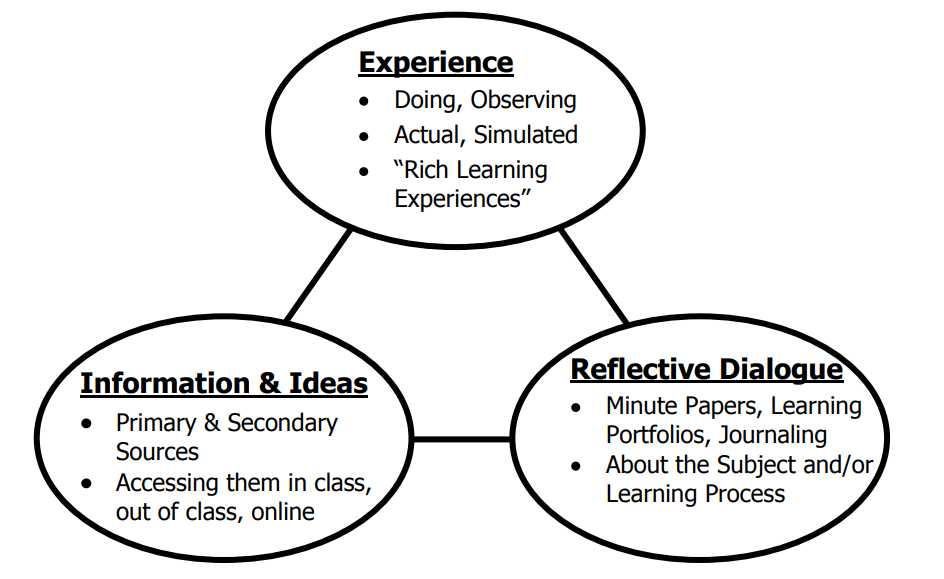 Experience
• Doing, Observing
• Actual, Simulated
• “Rich Learning
Experiences”
Information & Ideas
• Primary & Secondary
Sources
• Accessing them in class,
out of class, online
Reflective Dialogue
• Minute Papers, Learning
Portfolios, Journaling
• About the Subject and/or
Learning Process